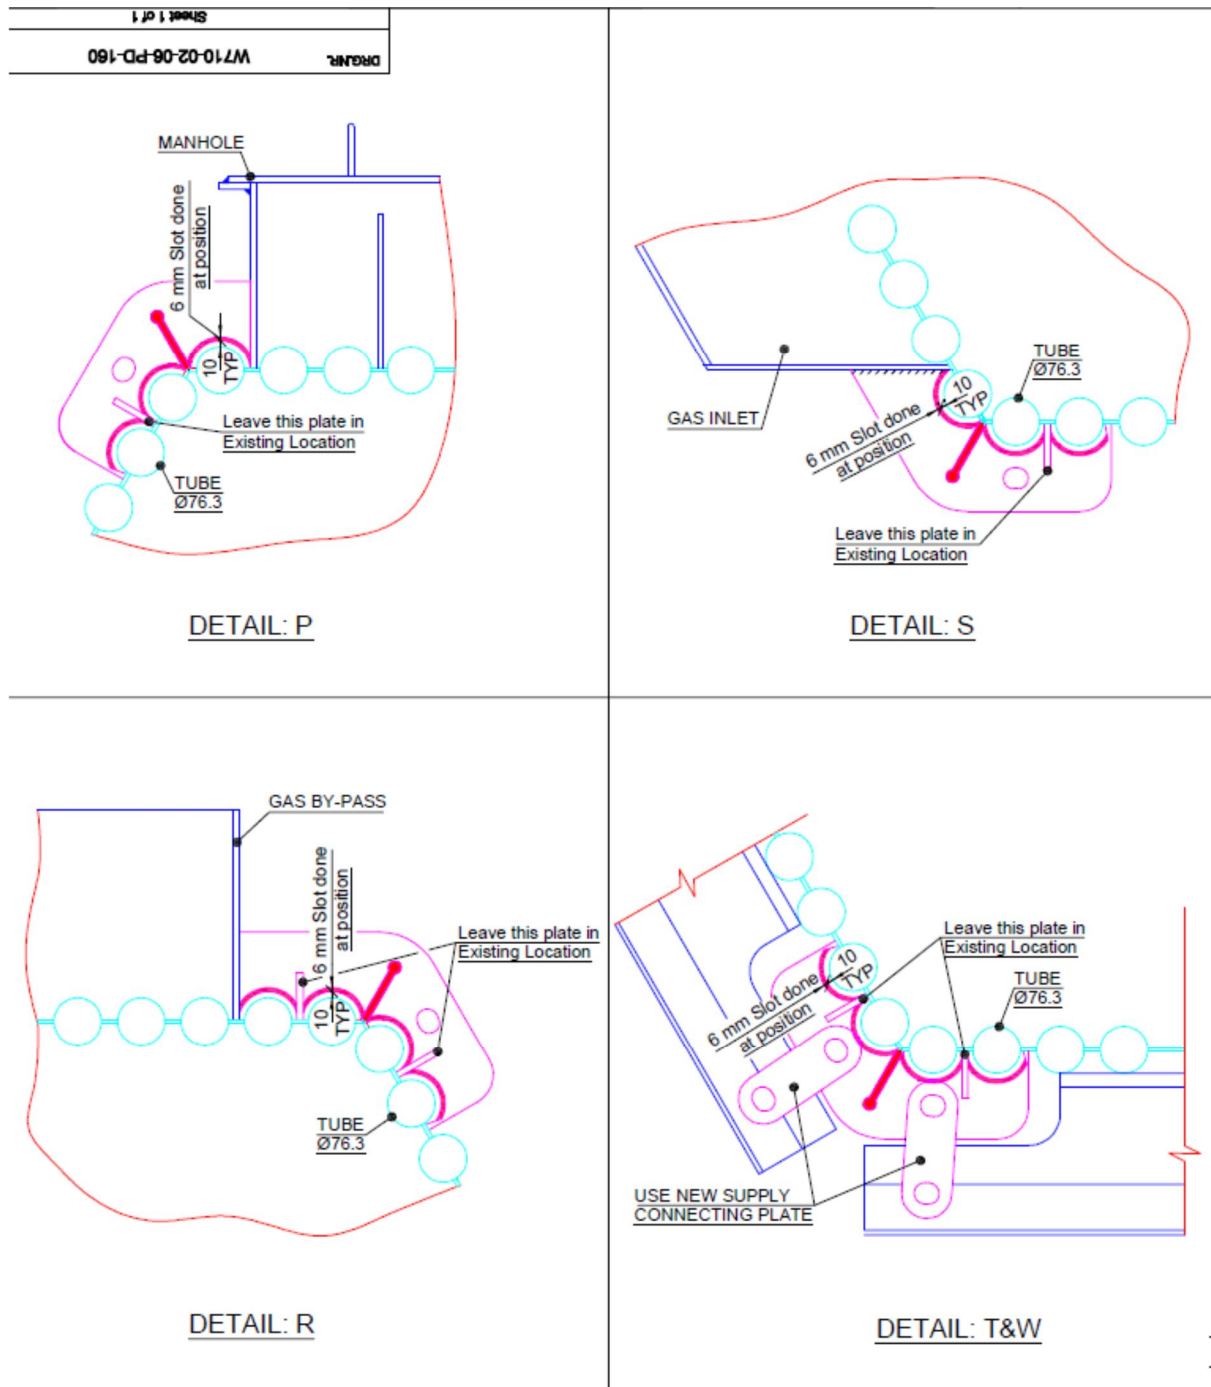 Sheet 1 of 1
DRG.NR. W710-02-06-PD-160
MANHOLE
6 mm Slot done
at position
10
TYP
Leave this plate in
Existing Location
TUBE
Ø76.3
DETAIL: P
TUBE
Ø76.3
10
TYP
GAS INLET
6 mm Slot done
at position
Leave this plate in
Existing Location
DETAIL: S
GAS BY-PASS
6 mm Slot done
at position
Leave this plate in
Existing Location
10
TYP
TUBE
Ø76.3
DETAIL: R
Leave this plate in
Existing Location
10
TYP
TUBE
Ø76.3
6 mm Slot done
at position
USE NEW SUPPLY
CONNECTING PLATE
DETAIL: T&W